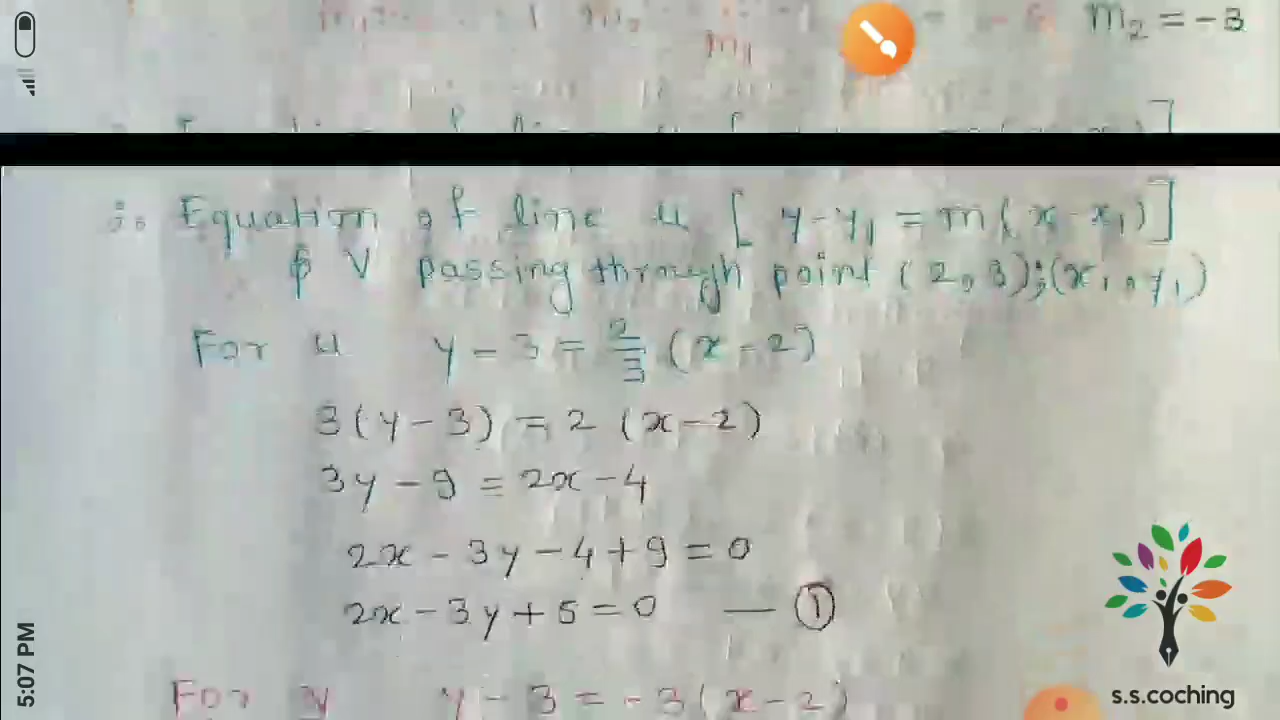 m₂ = -3
∴ Equation of line u [ y - y₁ = m(x - x₁)]
& V passing through point (2, 3);(x₁, y₁)
For u y - 3 = 2/3 (x - 2)
3(y - 3) = 2 (x - 2)
3y - 9 = 2x - 4
2x - 3y - 4 + 9 = 0
2x - 3y + 5 = 0 — ①
For y y - 3 = -3(x - 2)
s.s.coching
5:07 PM